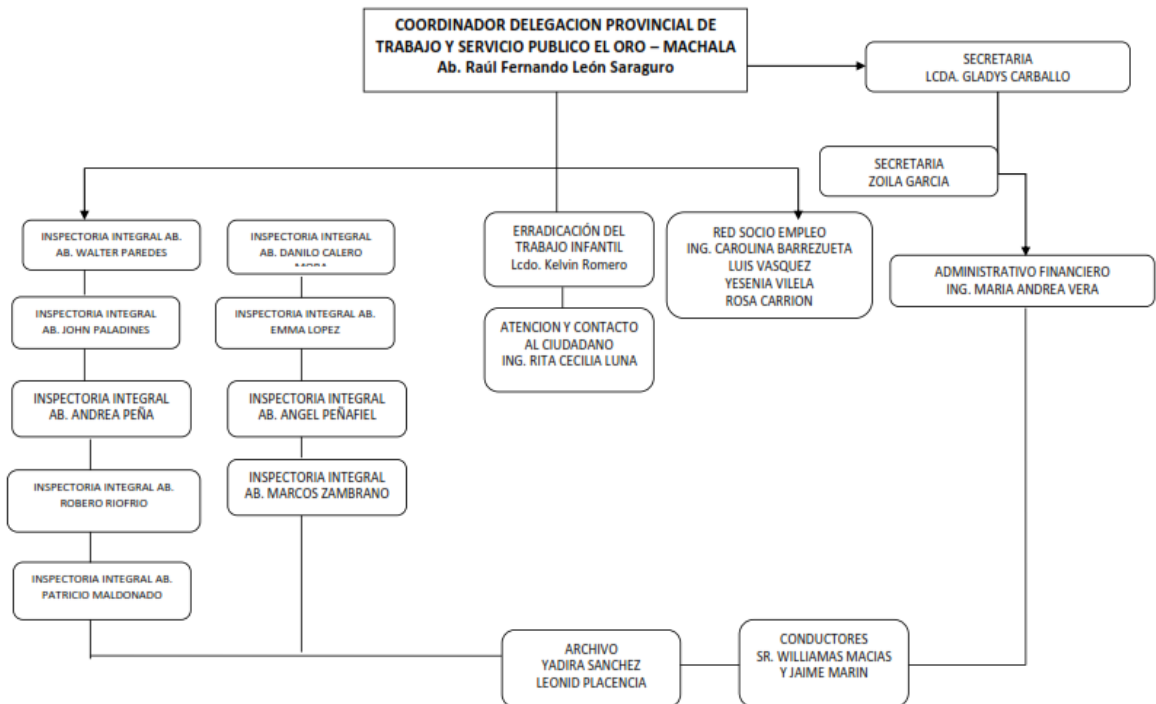 COORDINADOR DELEGACION PROVINCIAL DE
TRABAJO Y SERVICIO PUBLICO EL ORO – MACHALA
Ab. Raúl Fernando León Saraguro
SECRETARIA
LCDA. GLADYS CARBALLO
SECRETARIA
ZOILA GARCIA
INSPECTORIA INTEGRAL AB.
AB. WALTER PAREDES
INSPECTORIA INTEGRAL
AB. DANILO CALERO
ERRADICACIÓN DEL
TRABAJO INFANTIL
Lcdo. Kelvin Romero
RED SOCIO EMPLEO
ING. CAROLINA BARREZUETA
LUIS VASQUEZ
YESENIA VILELA
ROSA CARRION
ADMINISTRATIVO FINANCIERO
ING. MARIA ANDREA VERA
INSPECTORIA INTEGRAL
AB. JOHN PALADINES
INSPECTORIA INTEGRAL AB.
EMMA LOPEZ
ATENCION Y CONTACTO
AL CIUDADANO
ING. RITA CECILIA LUNA
INSPECTORIA INTEGRAL
AB. ANDREA PEÑA
INSPECTORIA INTEGRAL
AB. ANGEL PEÑAFIEL
INSPECTORIA INTEGRAL AB.
ROBERO RIOFRIO
INSPECTORIA INTEGRAL
AB. MARCOS ZAMBRANO
INSPECTORIA INTEGRAL AB.
PATRICIO MALDONADO
ARCHIVO
YADIRA SANCHEZ
LEONID PLACENCIA
CONDUCTORES
SR. WILLIAMAS MACIAS
Y JAIME MARIN